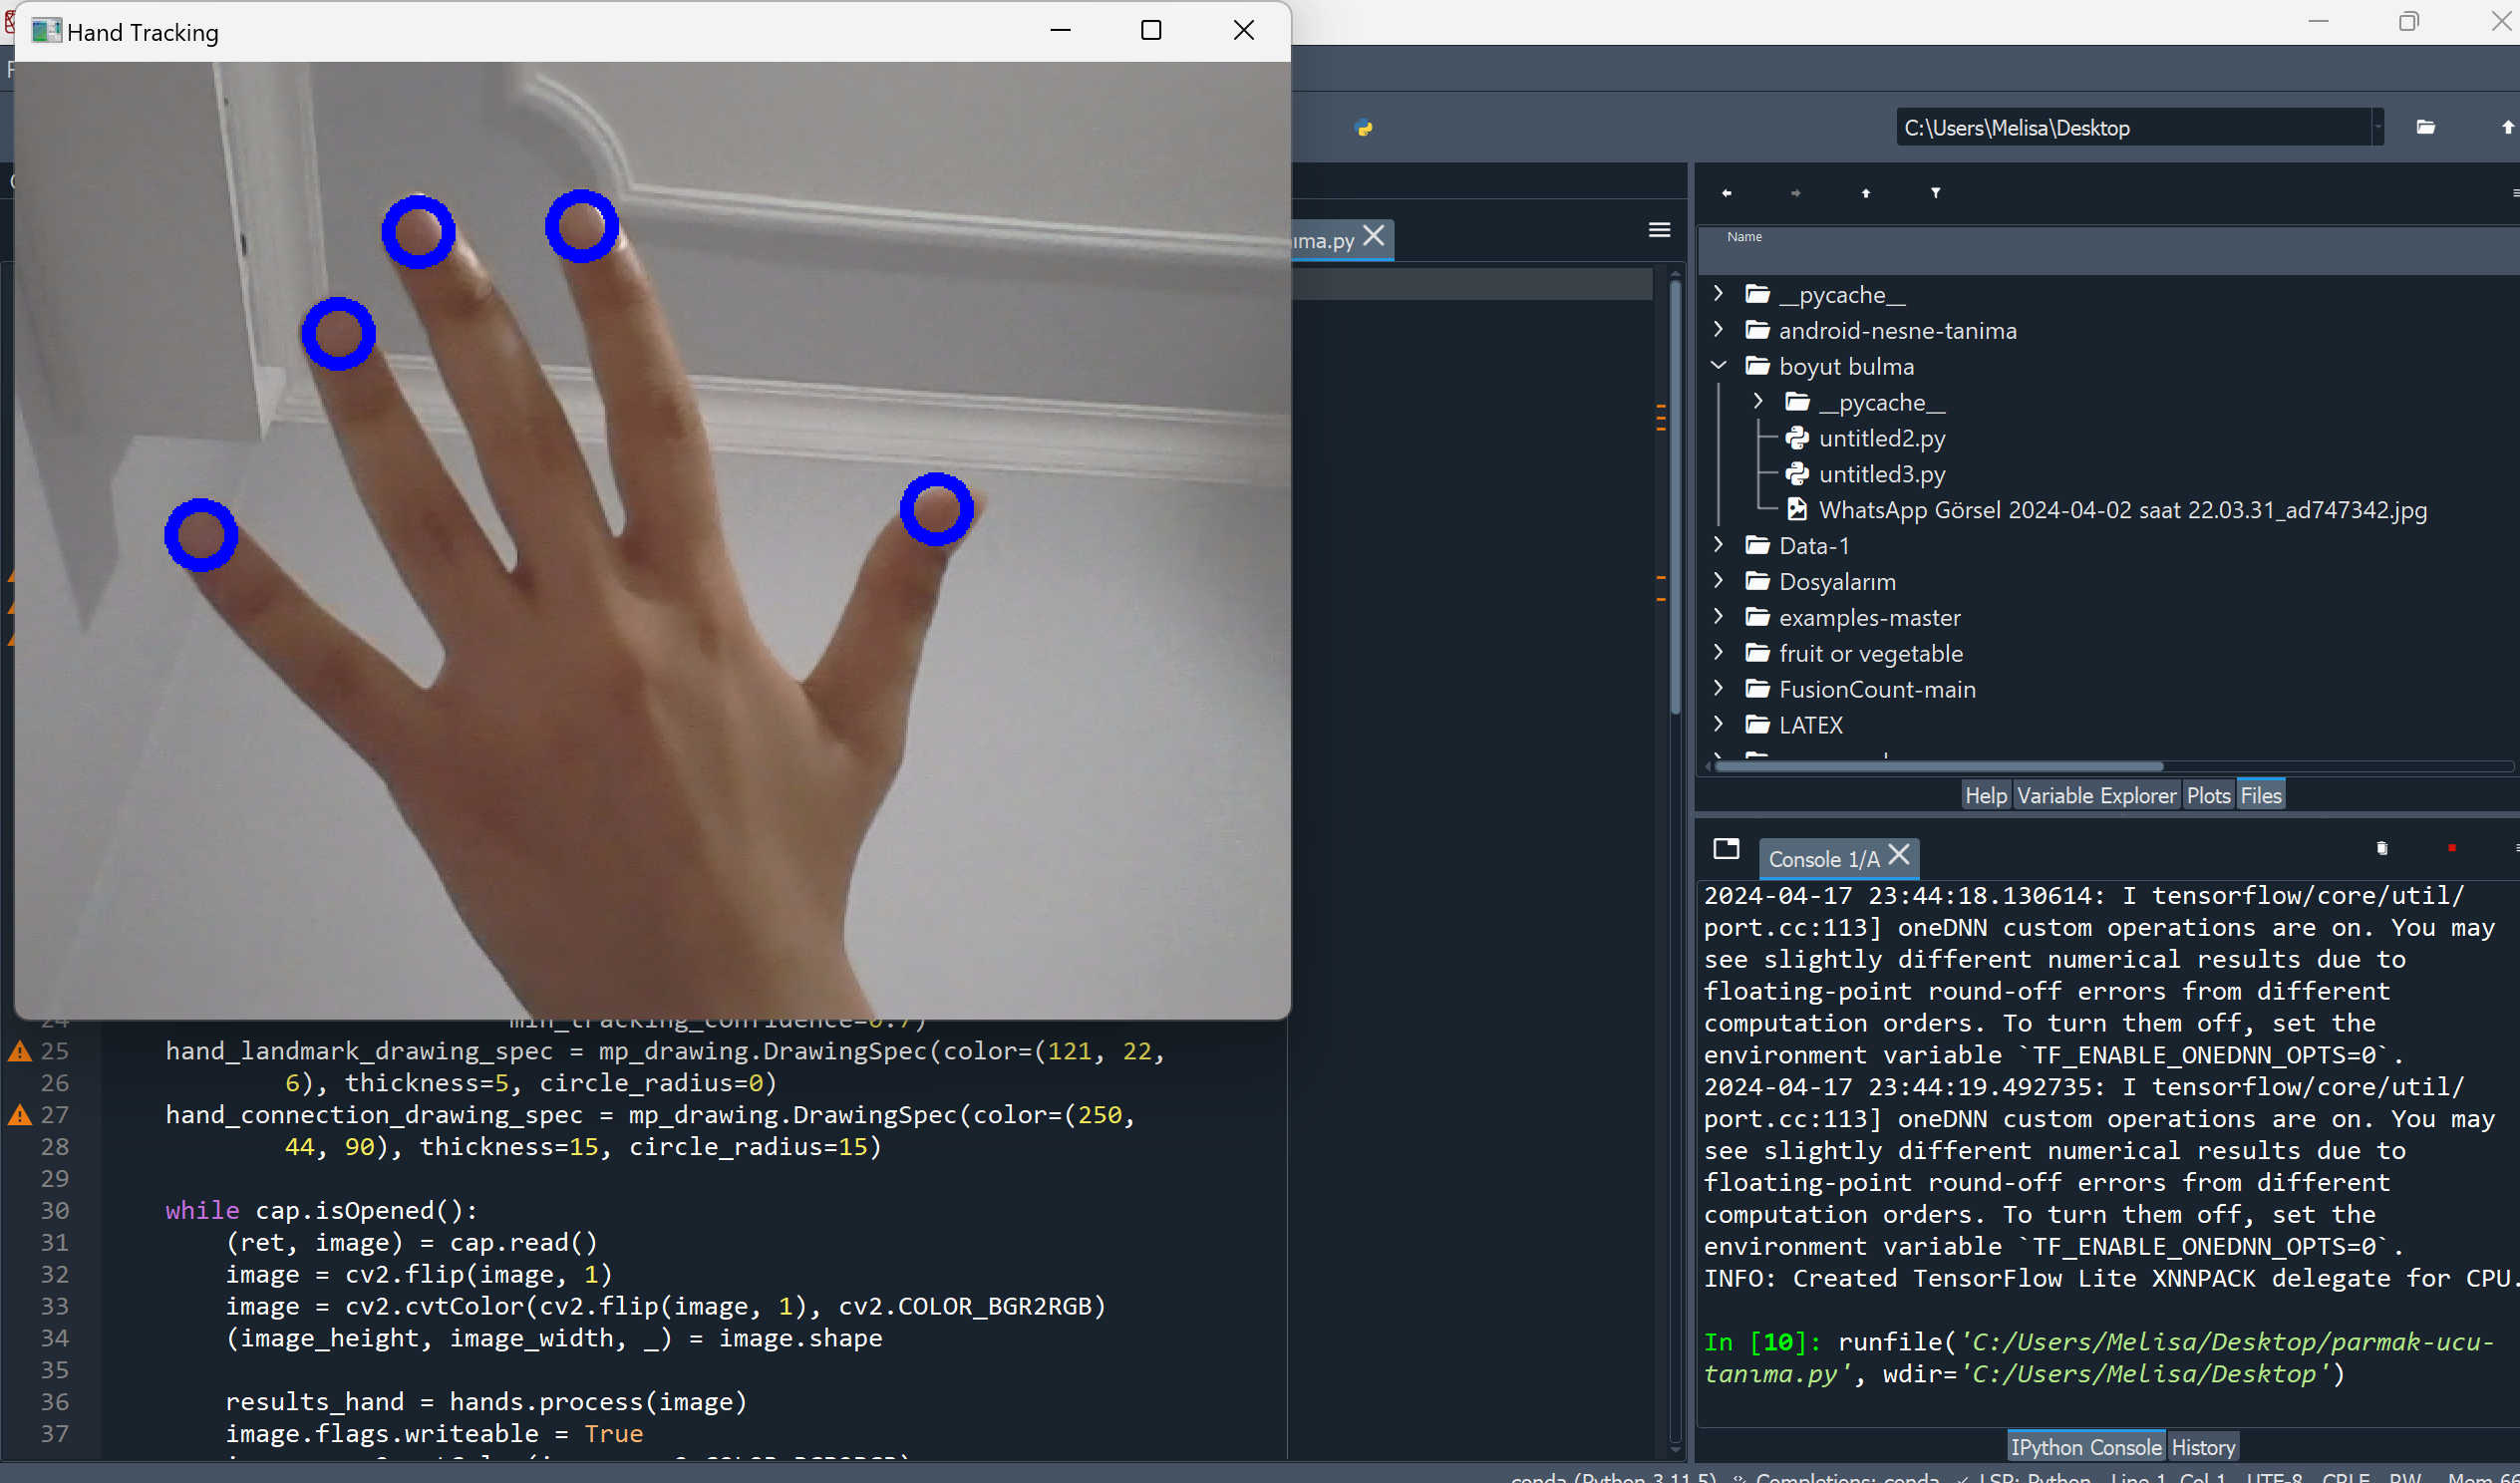 Hand Tracking
C:\Users\Melisa\Desktop
ıma.py
Name
__pycache__
android-nesne-tanima
boyut bulma
__pycache__
untitled2.py
untitled3.py
WhatsApp Görsel 2024-04-02 saat 22.03.31_ad747342.jpg
Data-1
Dosyalarım
examples-master
fruit or vegetable
FusionCount-main
LATEX
Help Variable Explorer Plots Files
Console 1/A
2024-04-17 23:44:18.130614: I tensorflow/core/util/
port.cc:113] oneDNN custom operations are on. You may
see slightly different numerical results due to
floating-point round-off errors from different
computation orders. To turn them off, set the
environment variable `TF_ENABLE_ONEDNN_OPTS=0`.
2024-04-17 23:44:19.492735: I tensorflow/core/util/
port.cc:113] oneDNN custom operations are on. You may
see slightly different numerical results due to
floating-point round-off errors from different
computation orders. To turn them off, set the
environment variable `TF_ENABLE_ONEDNN_OPTS=0`.
INFO: Created TensorFlow Lite XNNPACK delegate for CPU.
In [10]: runfile('C:/Users/Melisa/Desktop/parmak-ucu-
tanıma.py', wdir='C:/Users/Melisa/Desktop')
IPython Console History
24 min_tracking_confidence=0.7)
25 hand_landmark_drawing_spec = mp_drawing.DrawingSpec(color=(121, 22,
26 6), thickness=5, circle_radius=0)
27 hand_connection_drawing_spec = mp_drawing.DrawingSpec(color=(250,
28 44, 90), thickness=15, circle_radius=15)
29
30 while cap.isOpened():
31 (ret, image) = cap.read()
32 image = cv2.flip(image, 1)
33 image = cv2.cvtColor(cv2.flip(image, 1), cv2.COLOR_BGR2RGB)
34 (image_height, image_width, _) = image.shape
35
36 results_hand = hands.process(image)
37 image.flags.writeable = True
conda (Python 3.11.5) Completions: conda LSP: Python Line 1, Col 1 UTF-8 CRLF RW Mem 66